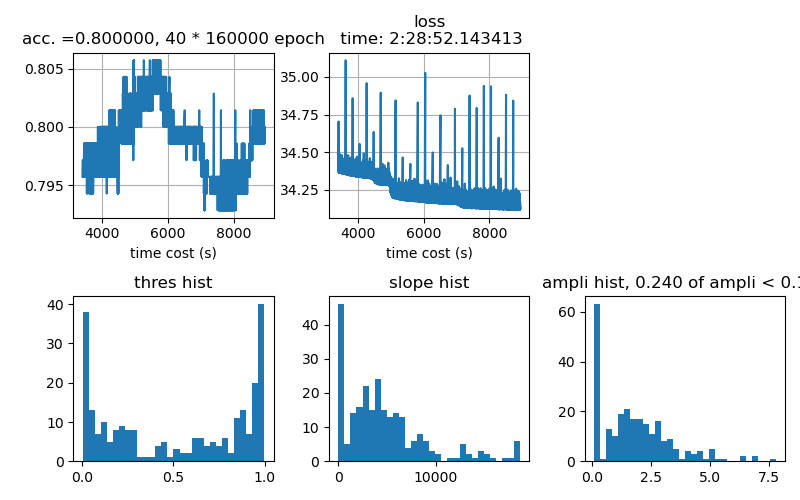 loss
acc. =0.800000, 40 * 160000 epoch time: 2:28:52.143413
0.805
0.800
0.795
4000 6000 8000
time cost (s)
35.00
34.75
34.50
34.25
4000 6000 8000
time cost (s)
thres hist
40
30
20
10
0
0.0 0.5 1.0
slope hist
40
30
20
10
0
0 10000
ampli hist, 0.240 of ampli < 0.1
60
40
20
0
0.0 2.5 5.0 7.5